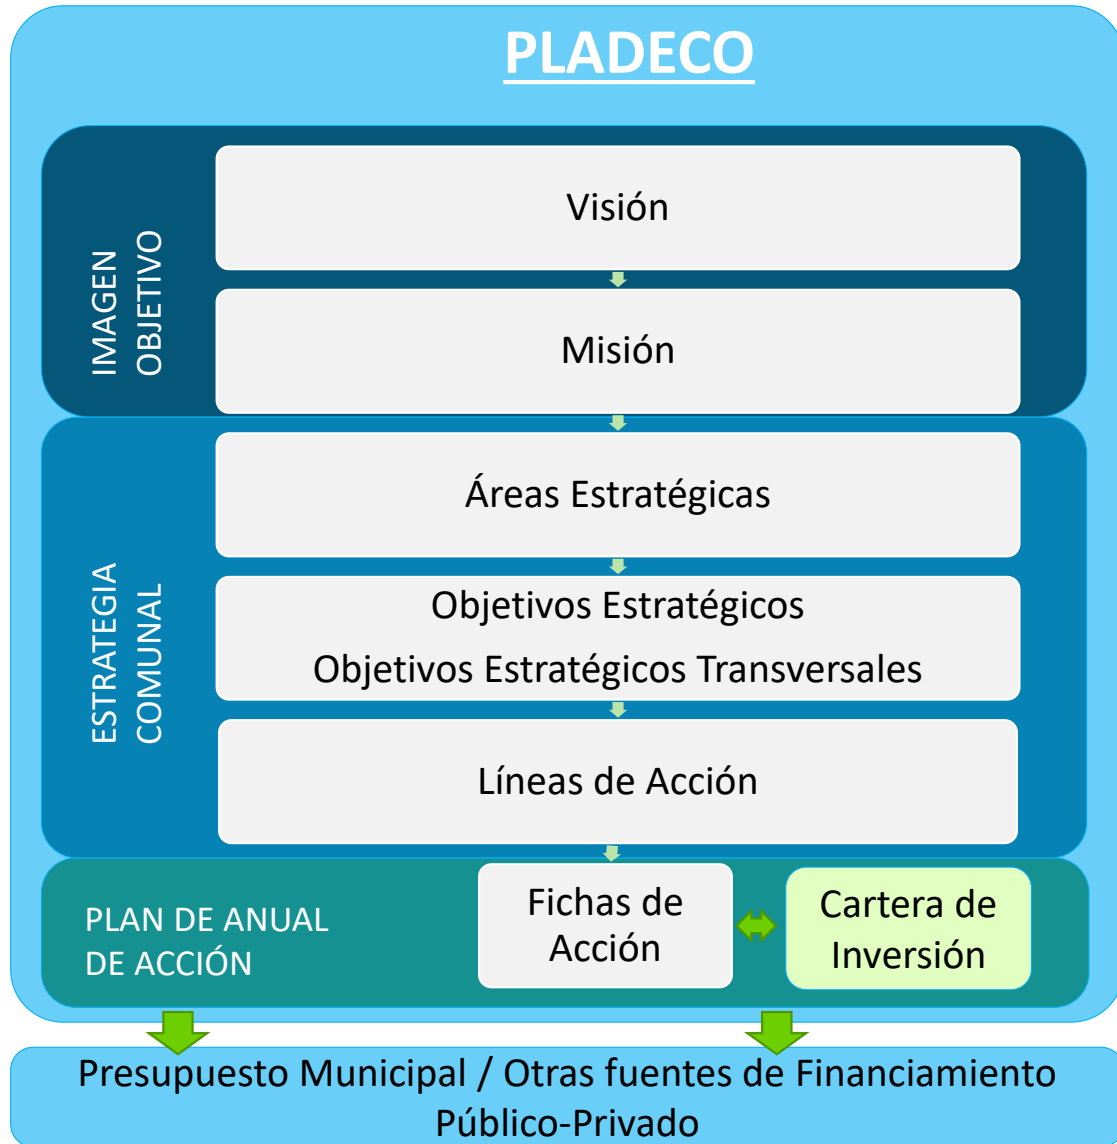 PLADECO
IMAGEN
OBJETIVO
Visión
Misión
ESTRATEGIA
COMUNAL
Áreas Estratégicas
Objetivos Estratégicos
Objetivos Estratégicos Transversales
Líneas de Acción
PLAN DE ANUAL
DE ACCIÓN
Fichas de
Acción
Cartera de
Inversión
Presupuesto Municipal / Otras fuentes de Financiamiento
Público-Privado